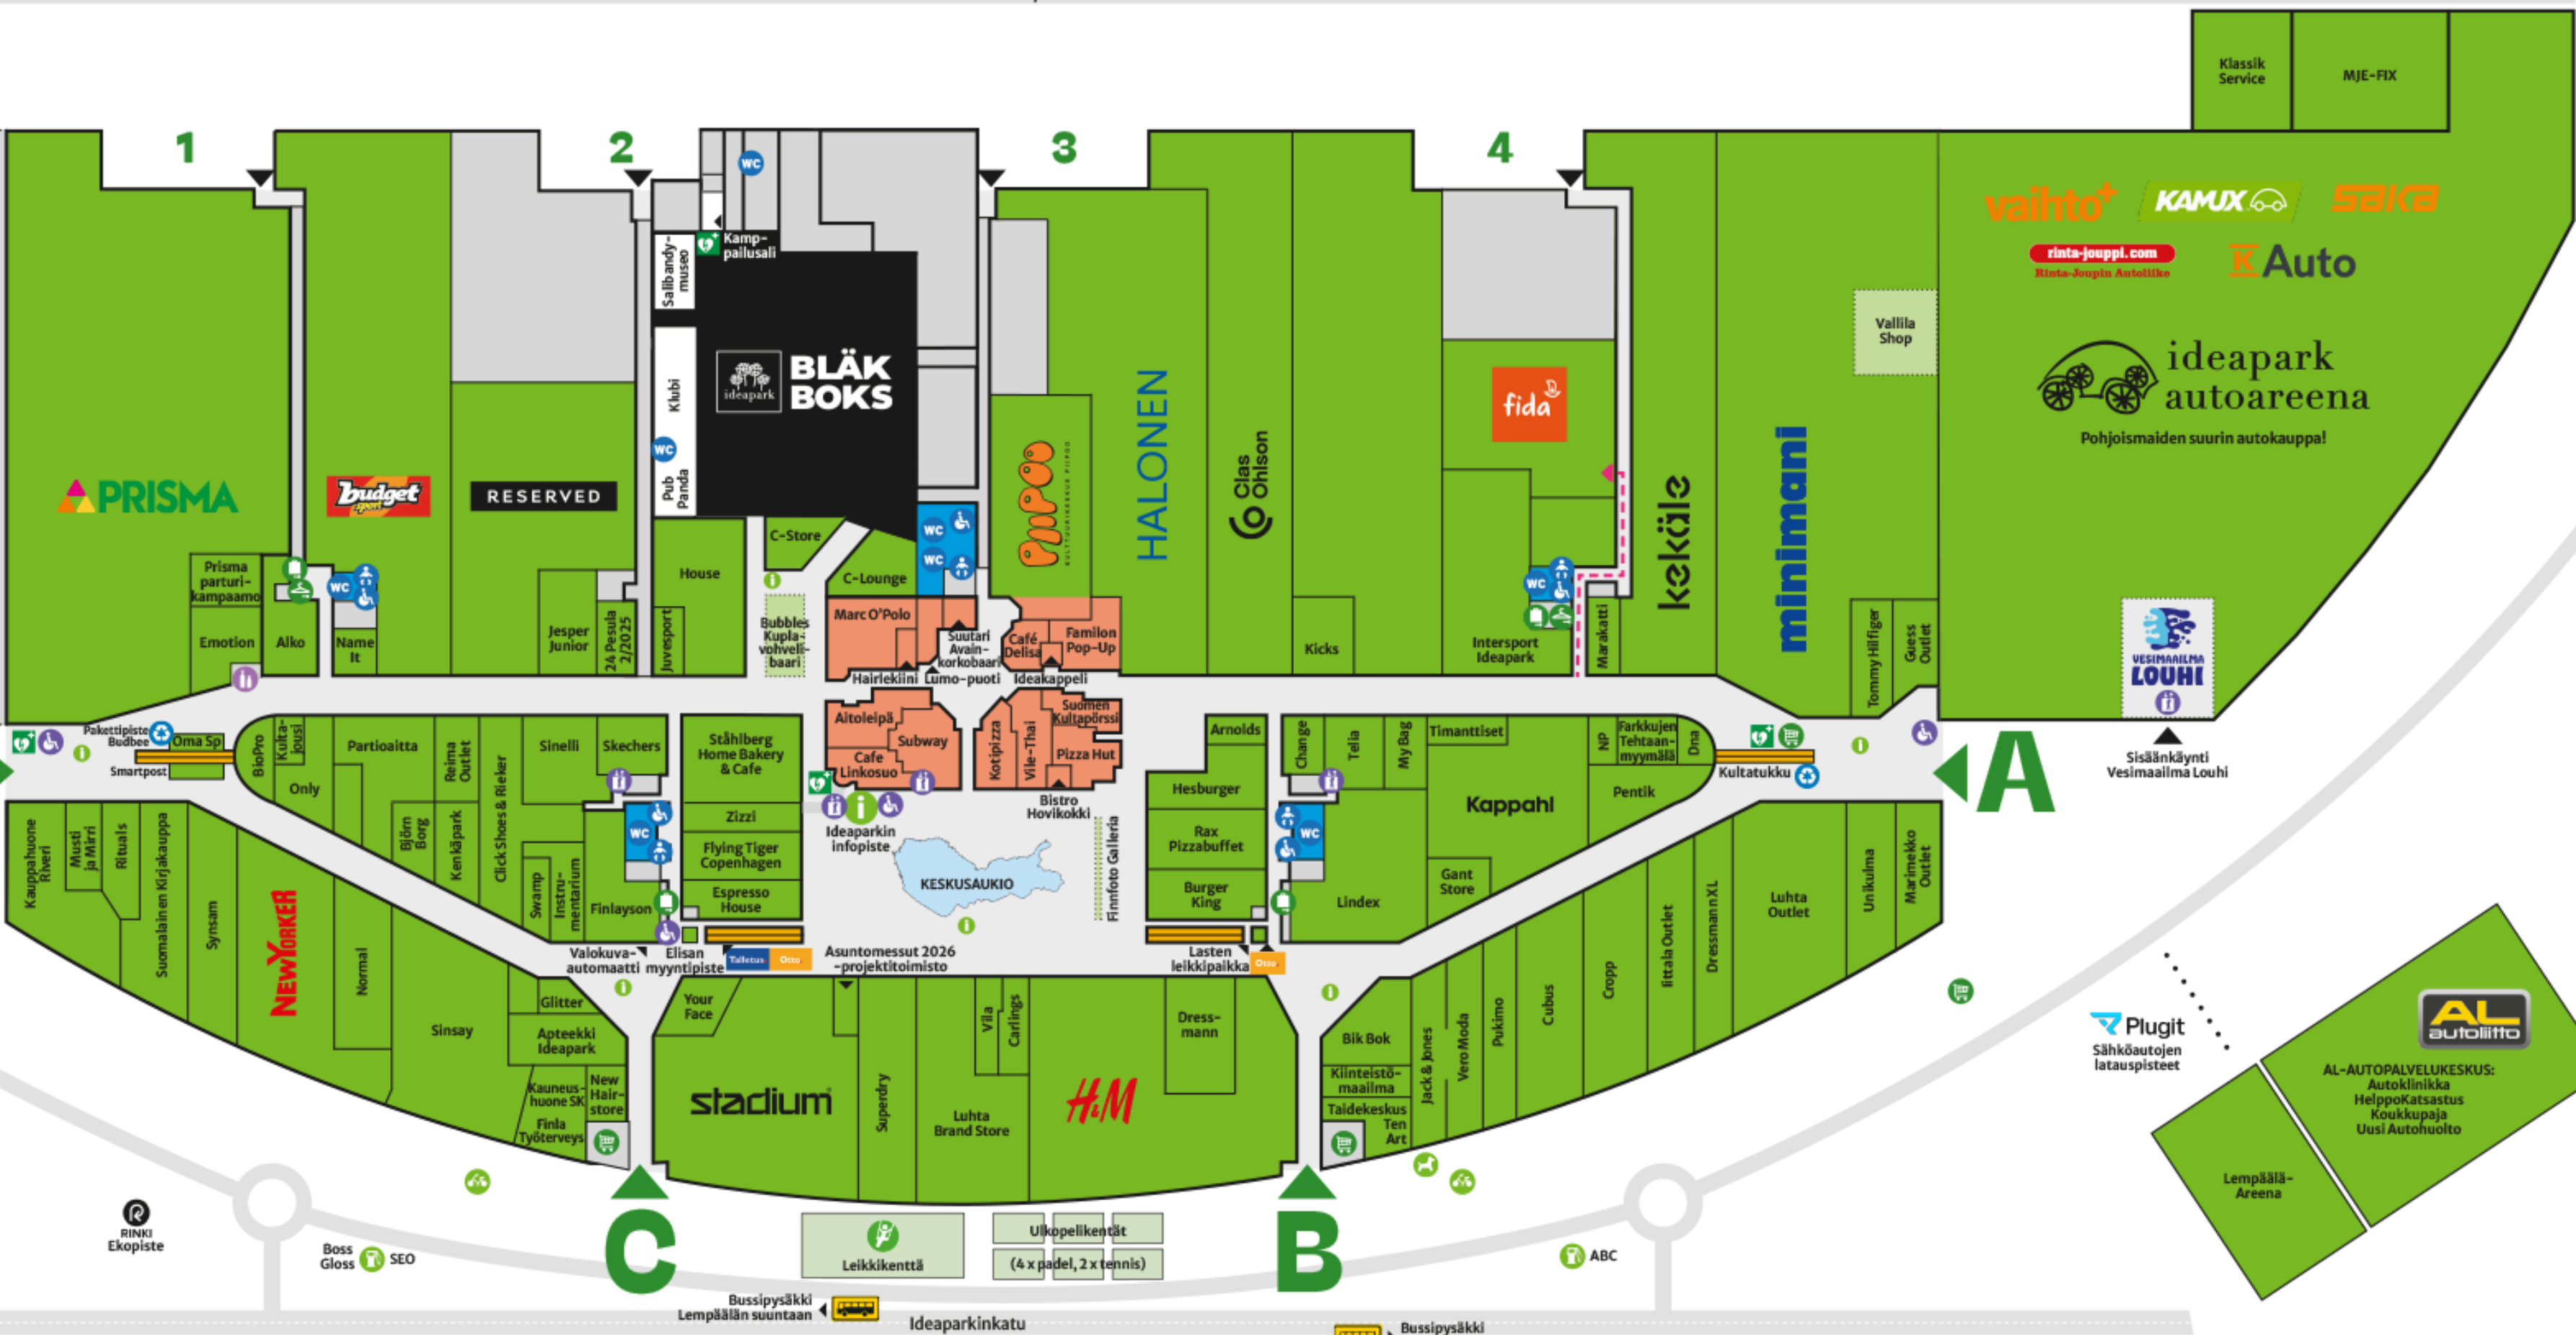 Klassik
Service
MJE-FIX
1
2
3
4
WC
Kamp-
pailusali
Salibandy-
museo
vaihto+
KAMUX
saka
rinta-jouppi.com
Rinta-Joupin Autoliike
K Auto
Vallila
Shop
ideapark
autoareena
Pohjoismaiden suurin autokauppa!
Klubi
WC
Pub
Panda
ideapark
BLÄK
BOKS
PRISMA
budget
sport
RESERVED
PIIPOO
KULTTUURIKESKUS PIIPOO
HALONEN
Clas
Ohlson
fida
kekäle
minimani
Prisma
parturi-
kampaamo
Emotion
Alko
WC
Name
It
Jesper
Junior
24 Pesula
2/2025
House
Juvesport
C-Store
C-Lounge
WC
WC
Bubbles
Kupla-
vohveli-
baari
Marc O'Polo
Suutari
Avain-
korkobaari
Café
Delisa
Familon
Pop-Up
Hairlekiini
Lumo-puoti
Ideakappeli
Kicks
Intersport
Ideapark
WC
Marakatti
Tommy Hilfiger
Guess
Outlet
VESIMAAILMA
LOUHI
Sisäänkäynti
Vesimaailma Louhi
A
Pakettipiste
Budbee
Oma Sp
Smartpost
BioPro
Kulta-
jousi
Only
Partioaitta
Björn
Borg
Reima
Outlet
Kenkäpark
Click Shoes & Rieker
Sinelli
Skechers
Swamp
Instru-
mentarium
Finlayson
WC
Ståhlberg
Home Bakery
& Cafe
Zizzi
Flying Tiger
Copenhagen
Espresso
House
Aitoleipä
Subway
Cafe
Linkosuo
Kotipizza
Vile-Thai
Suomen
Kultapörssi
Pizza Hut
Bistro
Hovikokki
Ideaparkin
infopiste
KESKUSAUKIO
Finnfoto Galleria
Arnolds
Hesburger
Rax
Pizzabuffet
Burger
King
Change
Telia
My Bag
Timanttiset
Kappahl
NP
Farkkujen
Tehtaan-
myymälä
Dna
Pentik
Kultatukku
WC
Lindex
Gant
Store
Kauppahuone
Riveri
Musti
ja Mirri
Rituals
Suomalainen Kirjakauppa
Synsam
NEWYORKER
Normal
Sinsay
Valokuva-
automaatti
Elisan
myyntipiste
Talletus.
Otto.
Asuntomessut 2026
-projektitoimisto
Lasten
leikkipaikka
Otto.
Glitter
Apteekki
Ideapark
Kauneus-
huone SK
New
Hair-
store
Finla
Työterveys
Your
Face
stadium
Superdry
Vila
Carlings
Luhta
Brand Store
H&M
Dress-
mann
Bik Bok
Kiinteistö-
maailma
Taidekeskus
Ten
Art
Jack & Jones
Vero Moda
Pukimo
Cubus
Cropp
Iittala Outlet
Dressmann XL
Luhta
Outlet
Unikulma
Marimekko
Outlet
Plugit
Sähköautojen
latauspisteet
AL
autoliitto
AL-AUTOPALVELUKESKUS:
Autoklinikka
HelppoKatsastus
Koukkupaja
Uusi Autohuolto
Lempäälä-
Areena
C
B
RINKI
Ekopiste
Boss
Gloss
SEO
Leikkikenttä
Ulkopelikentät
(4 x padel, 2 x tennis)
ABC
Bussipysäkki
Lempäälän suuntaan
Ideaparkinkatu
Bussipysäkki